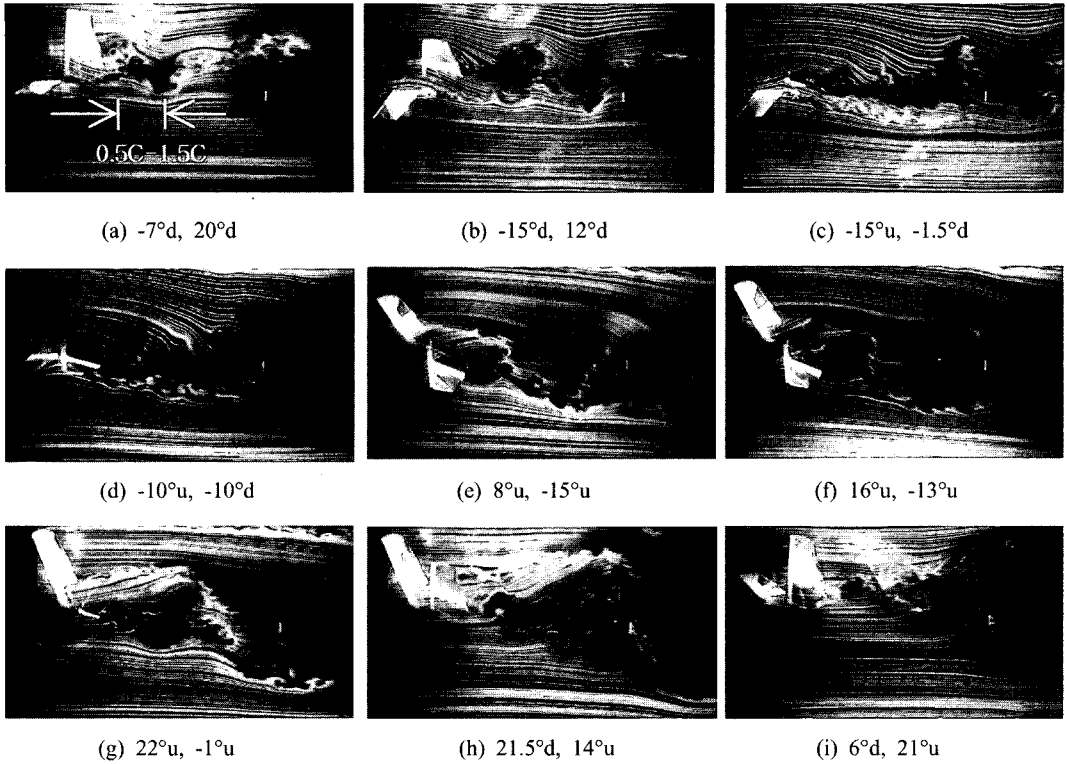 0.5C-1.5C
(a) -7°d, 20°d
(b) -15°d, 12°d
(c) -15°u, -1.5°d
(d) -10°u, -10°d
(e) 8°u, -15°u
(f) 16°u, -13°u
(g) 22°u, -1°u
(h) 21.5°d, 14°u
(i) 6°d, 21°u